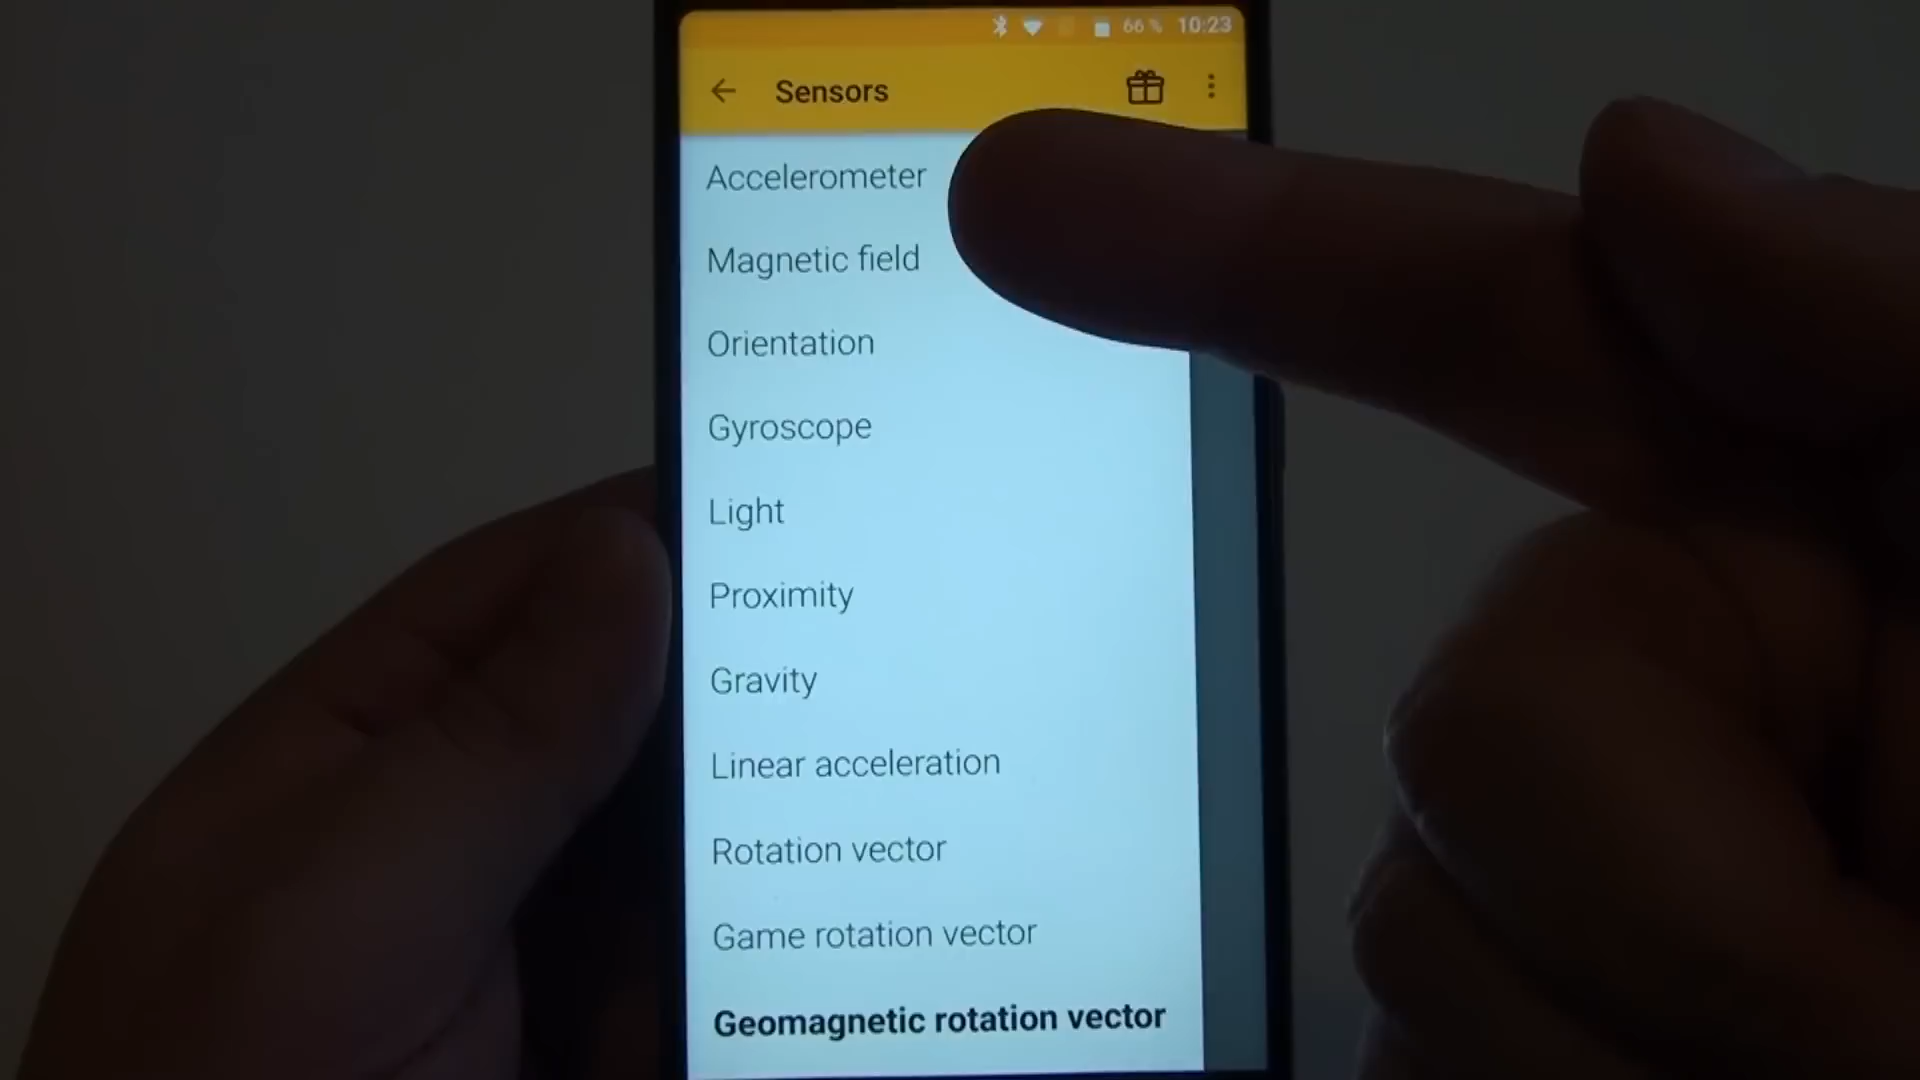 66 % 10:23
Sensors
Accelerometer
Magnetic field
Orientation
Gyroscope
Light
Proximity
Gravity
Linear acceleration
Rotation vector
Game rotation vector
Geomagnetic rotation vector